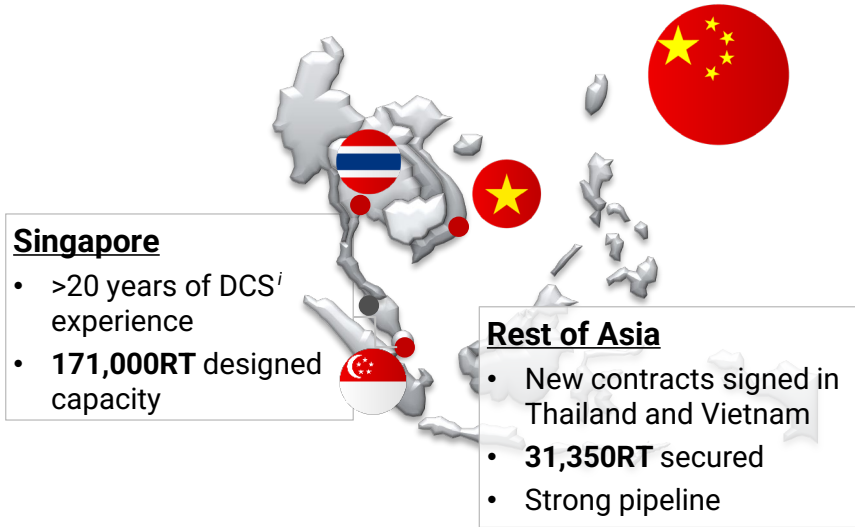 Singapore
• >20 years of DCSⁱ
experience
• 171,000RT designed
capacity
Rest of Asia
• New contracts signed in
Thailand and Vietnam
• 31,350RT secured
• Strong pipeline